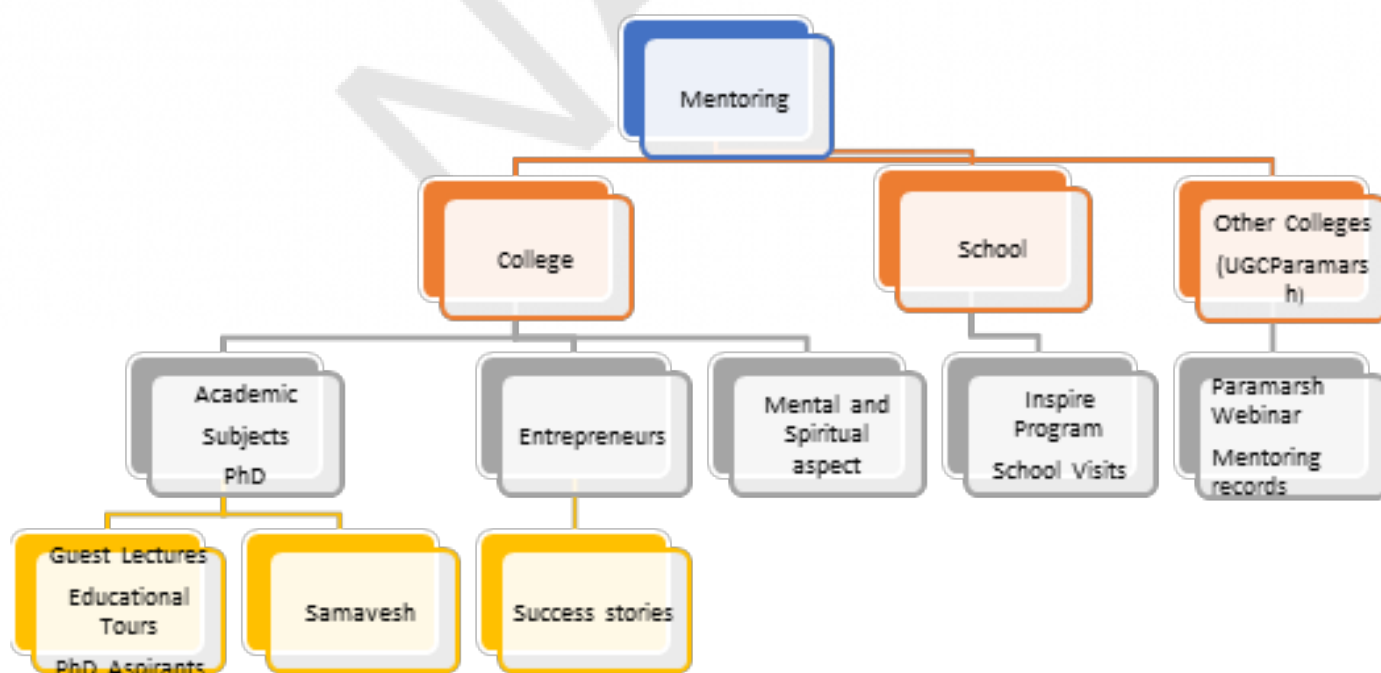 Mentoring
College
School
Other Colleges
(UGCParamars
h)
Academic
Subjects
PhD
Entrepreneurs
Mental and
Spiritual
aspect
Inspire
Program
School Visits
Paramarsh
Webinar
Mentoring
records
Guest Lectures
Educational
Tours
PhD Aspirants
Samavesh
Success stories